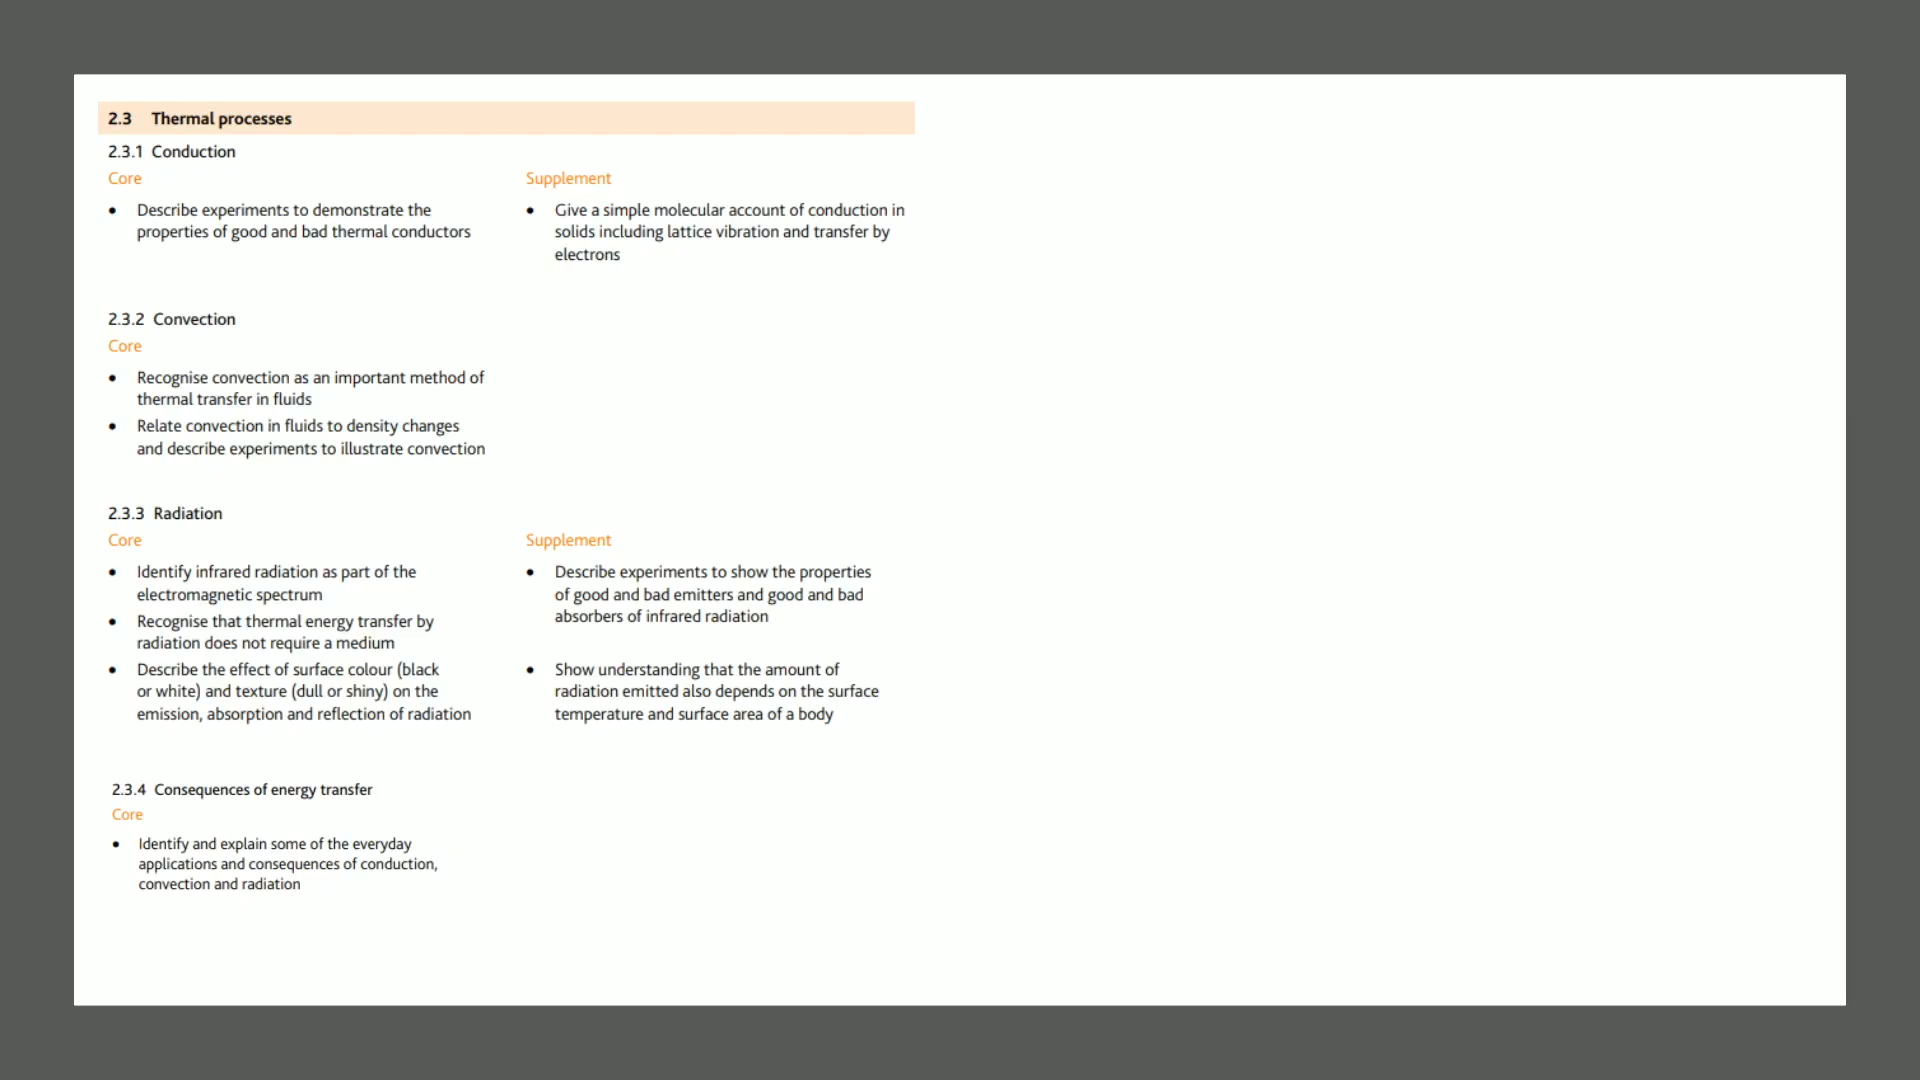 2.3 Thermal processes
2.3.1 Conduction
Core
• Describe experiments to demonstrate the
properties of good and bad thermal conductors
Supplement
• Give a simple molecular account of conduction in
solids including lattice vibration and transfer by
electrons
2.3.2 Convection
Core
• Recognise convection as an important method of
thermal transfer in fluids
• Relate convection in fluids to density changes
and describe experiments to illustrate convection
2.3.3 Radiation
Core
• Identify infrared radiation as part of the
electromagnetic spectrum
• Recognise that thermal energy transfer by
radiation does not require a medium
• Describe the effect of surface colour (black
or white) and texture (dull or shiny) on the
emission, absorption and reflection of radiation
Supplement
• Describe experiments to show the properties
of good and bad emitters and good and bad
absorbers of infrared radiation
• Show understanding that the amount of
radiation emitted also depends on the surface
temperature and surface area of a body
2.3.4 Consequences of energy transfer
Core
• Identify and explain some of the everyday
applications and consequences of conduction,
convection and radiation